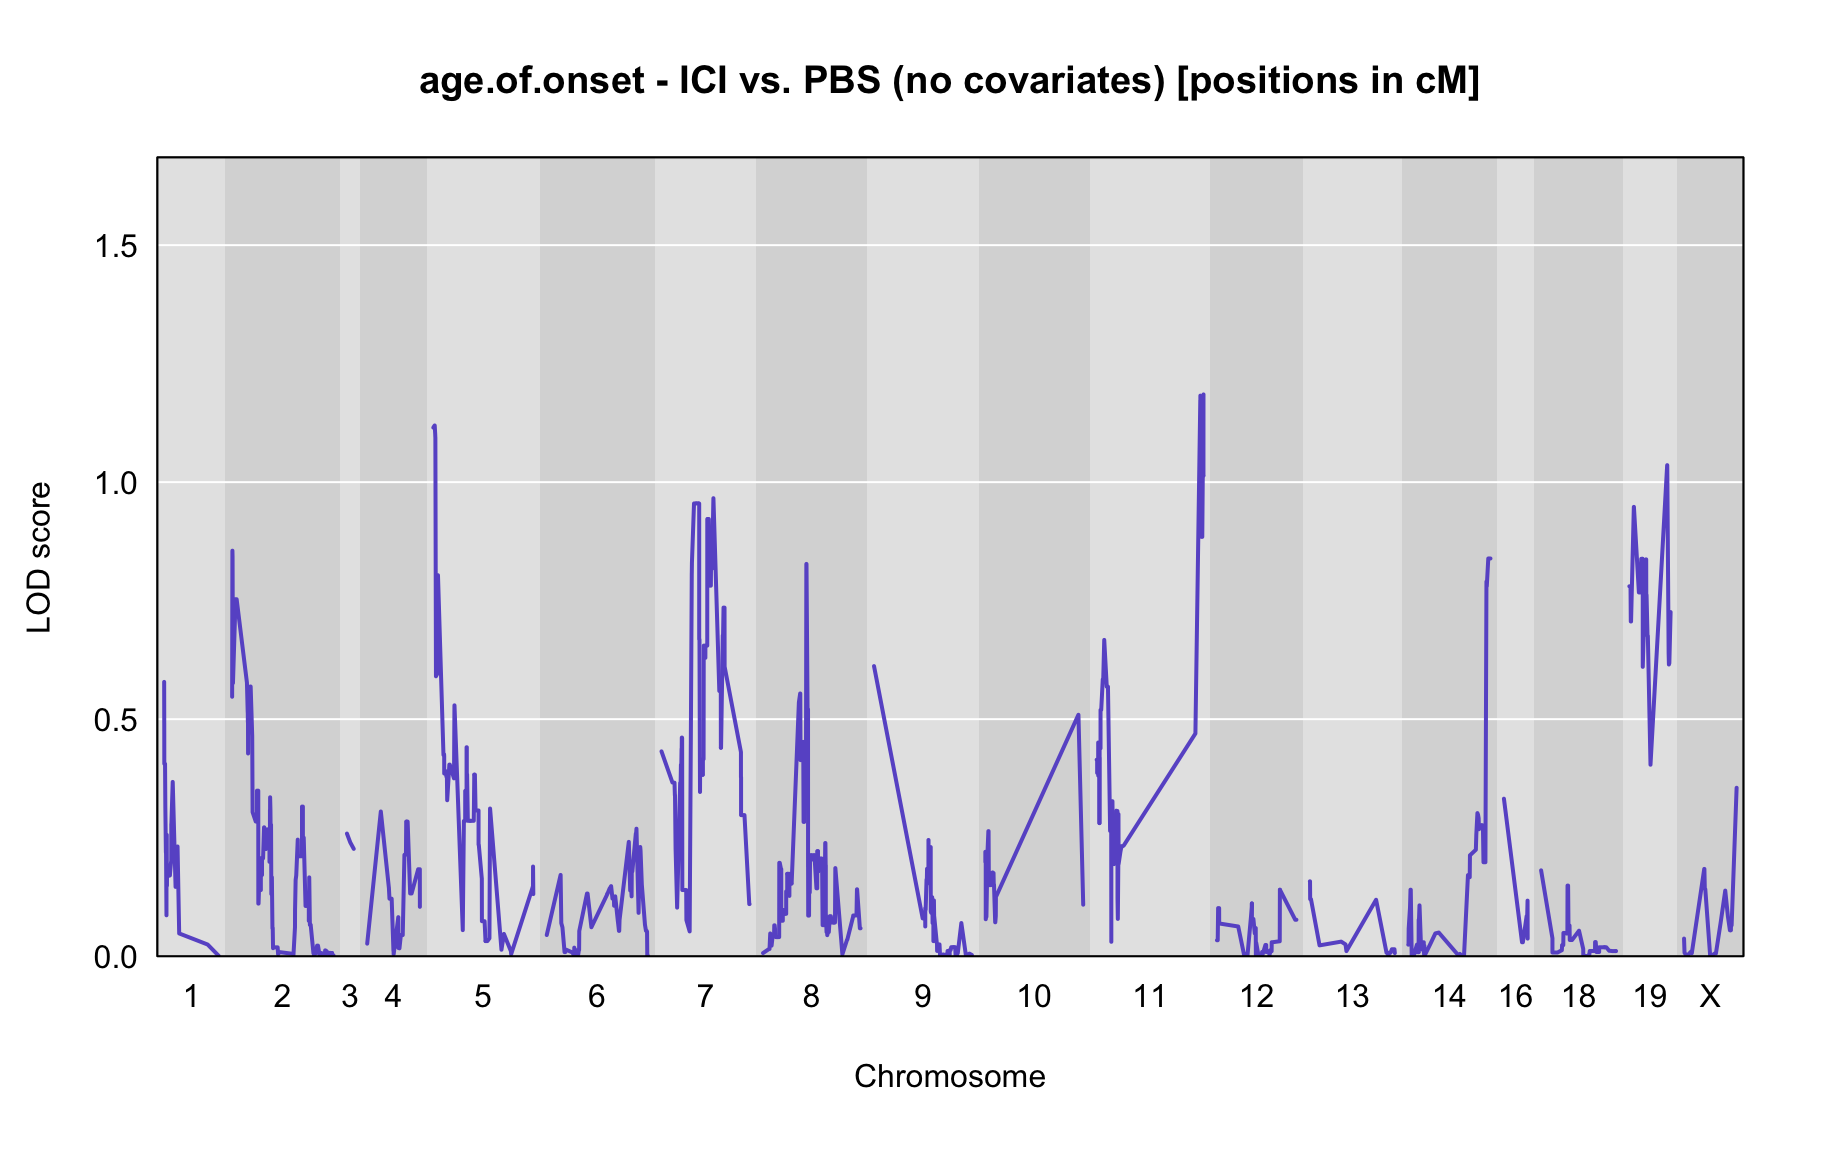 age.of.onset - ICI vs. PBS (no covariates) [positions in cM]
1.5
1.0
0.5
0.0
LOD score
1 2 3 4 5 6 7 8 9 10 11 12 13 14 16 18 19 X
Chromosome